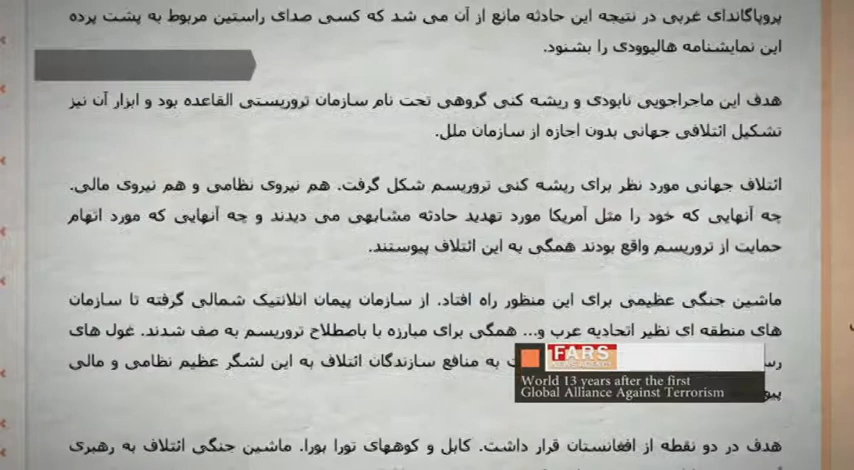 پروپاگاندای غربی در نتیجه این حادثه مانع از آن می شد که کسی صدای راستین مربوط به پشت پرده
این نمایشنامه هالیوودی را بشنود.
هدف این ماجراجویی نابودی و ریشه کنی گروهی تحت نام سازمان تروریستی القاعده بود و ابزار آن نیز
تشکیل ائتلافی جهانی بدون اجازه از سازمان ملل.
ائتلاف جهانی مورد نظر برای ریشه کنی تروریسم شکل گرفت. هم نیروی نظامی و هم نیروی مالی.
چه آنهایی که خود را مثل آمریکا مورد تهدید حادثه مشابهی می دیدند و چه آنهایی که مورد اتهام
حمایت از تروریسم واقع بودند همگی به این ائتلاف پیوستند.
ماشین جنگی عظیمی برای این منظور راه افتاد. از سازمان پیمان اتلانتیک شمالی گرفته تا سازمان
های منطقه ای نظیر اتحادیه عرب و... همگی برای مبارزه با باصطلاح تروریسم به صف شدند. غول های
به منافع سازندگان ائتلاف به این لشگر عظیم نظامی و مالی
FARS
NEWS AGENCY
World 13 years after the first
Global Alliance Against Terrorism
هدف در دو نقطه از افغانستان قرار داشت. کابل و کوههای تورا بورا. ماشین جنگی ائتلاف به رهبری